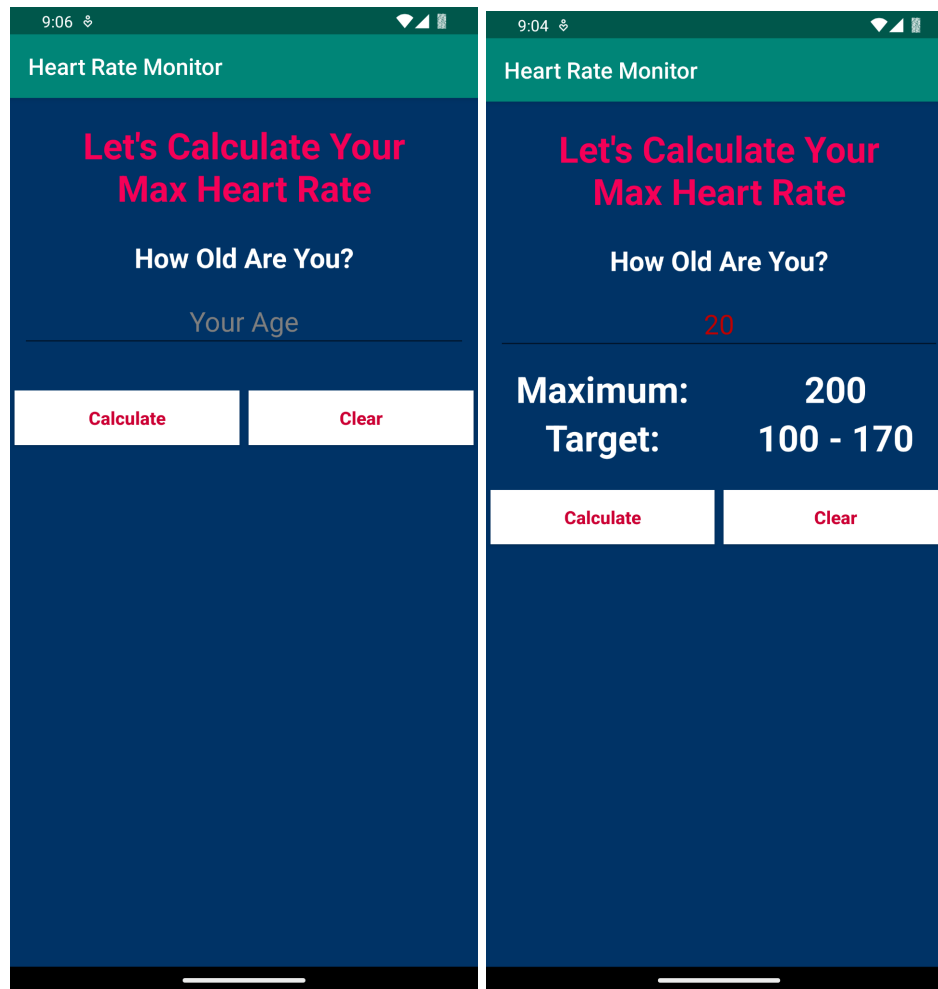 9:06
Heart Rate Monitor
Let's Calculate Your
Max Heart Rate
How Old Are You?
Your Age
Calculate Clear
9:04
Heart Rate Monitor
Let's Calculate Your
Max Heart Rate
How Old Are You?
20
Maximum: 200
Target: 100 - 170
Calculate Clear